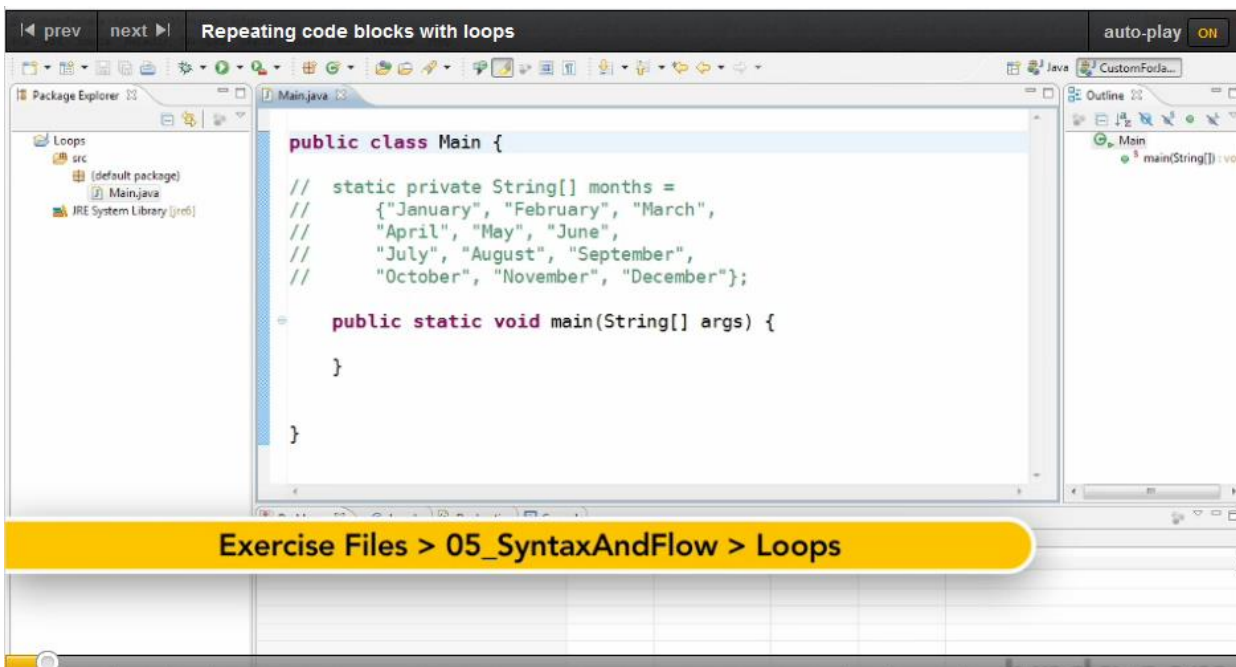 prev next Repeating code blocks with loops auto-play ON
Java CustomForJa...
Package Explorer Main.java Outline
Loops
src
(default package)
Main.java
JRE System Library [jre6]
public class Main {
// static private String[] months =
// {"January", "February", "March",
// "April", "May", "June",
// "July", "August", "September",
// "October", "November", "December"};
public static void main(String[] args) {
}
}
Main
main(String[]) : vo
Exercise Files > 05_SyntaxAndFlow > Loops